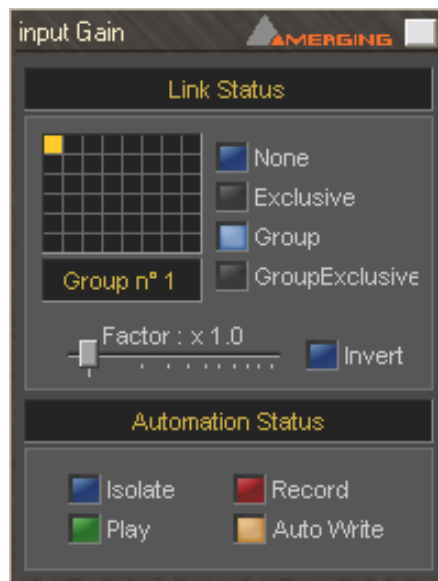 input Gain MERGING
Link Status
None
Exclusive
Group
GroupExclusive
Group n° 1
Factor : x 1.0
Invert
Automation Status
Isolate Record
Play Auto Write